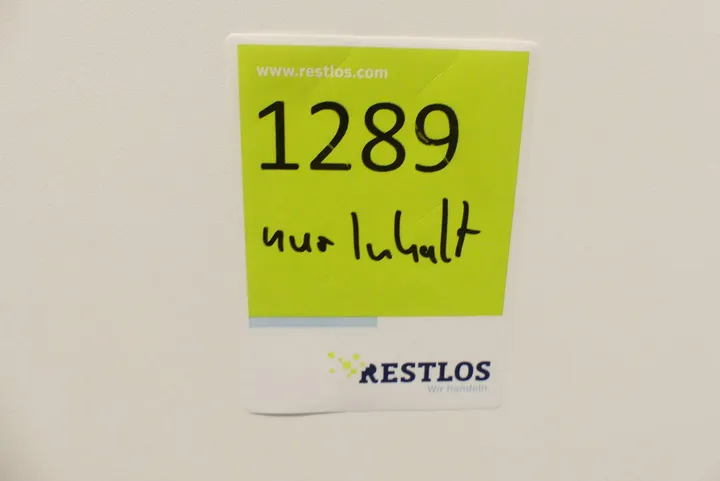 www.restlos.com
1289
nur Inhalt
RESTLOS
Wir handeln.